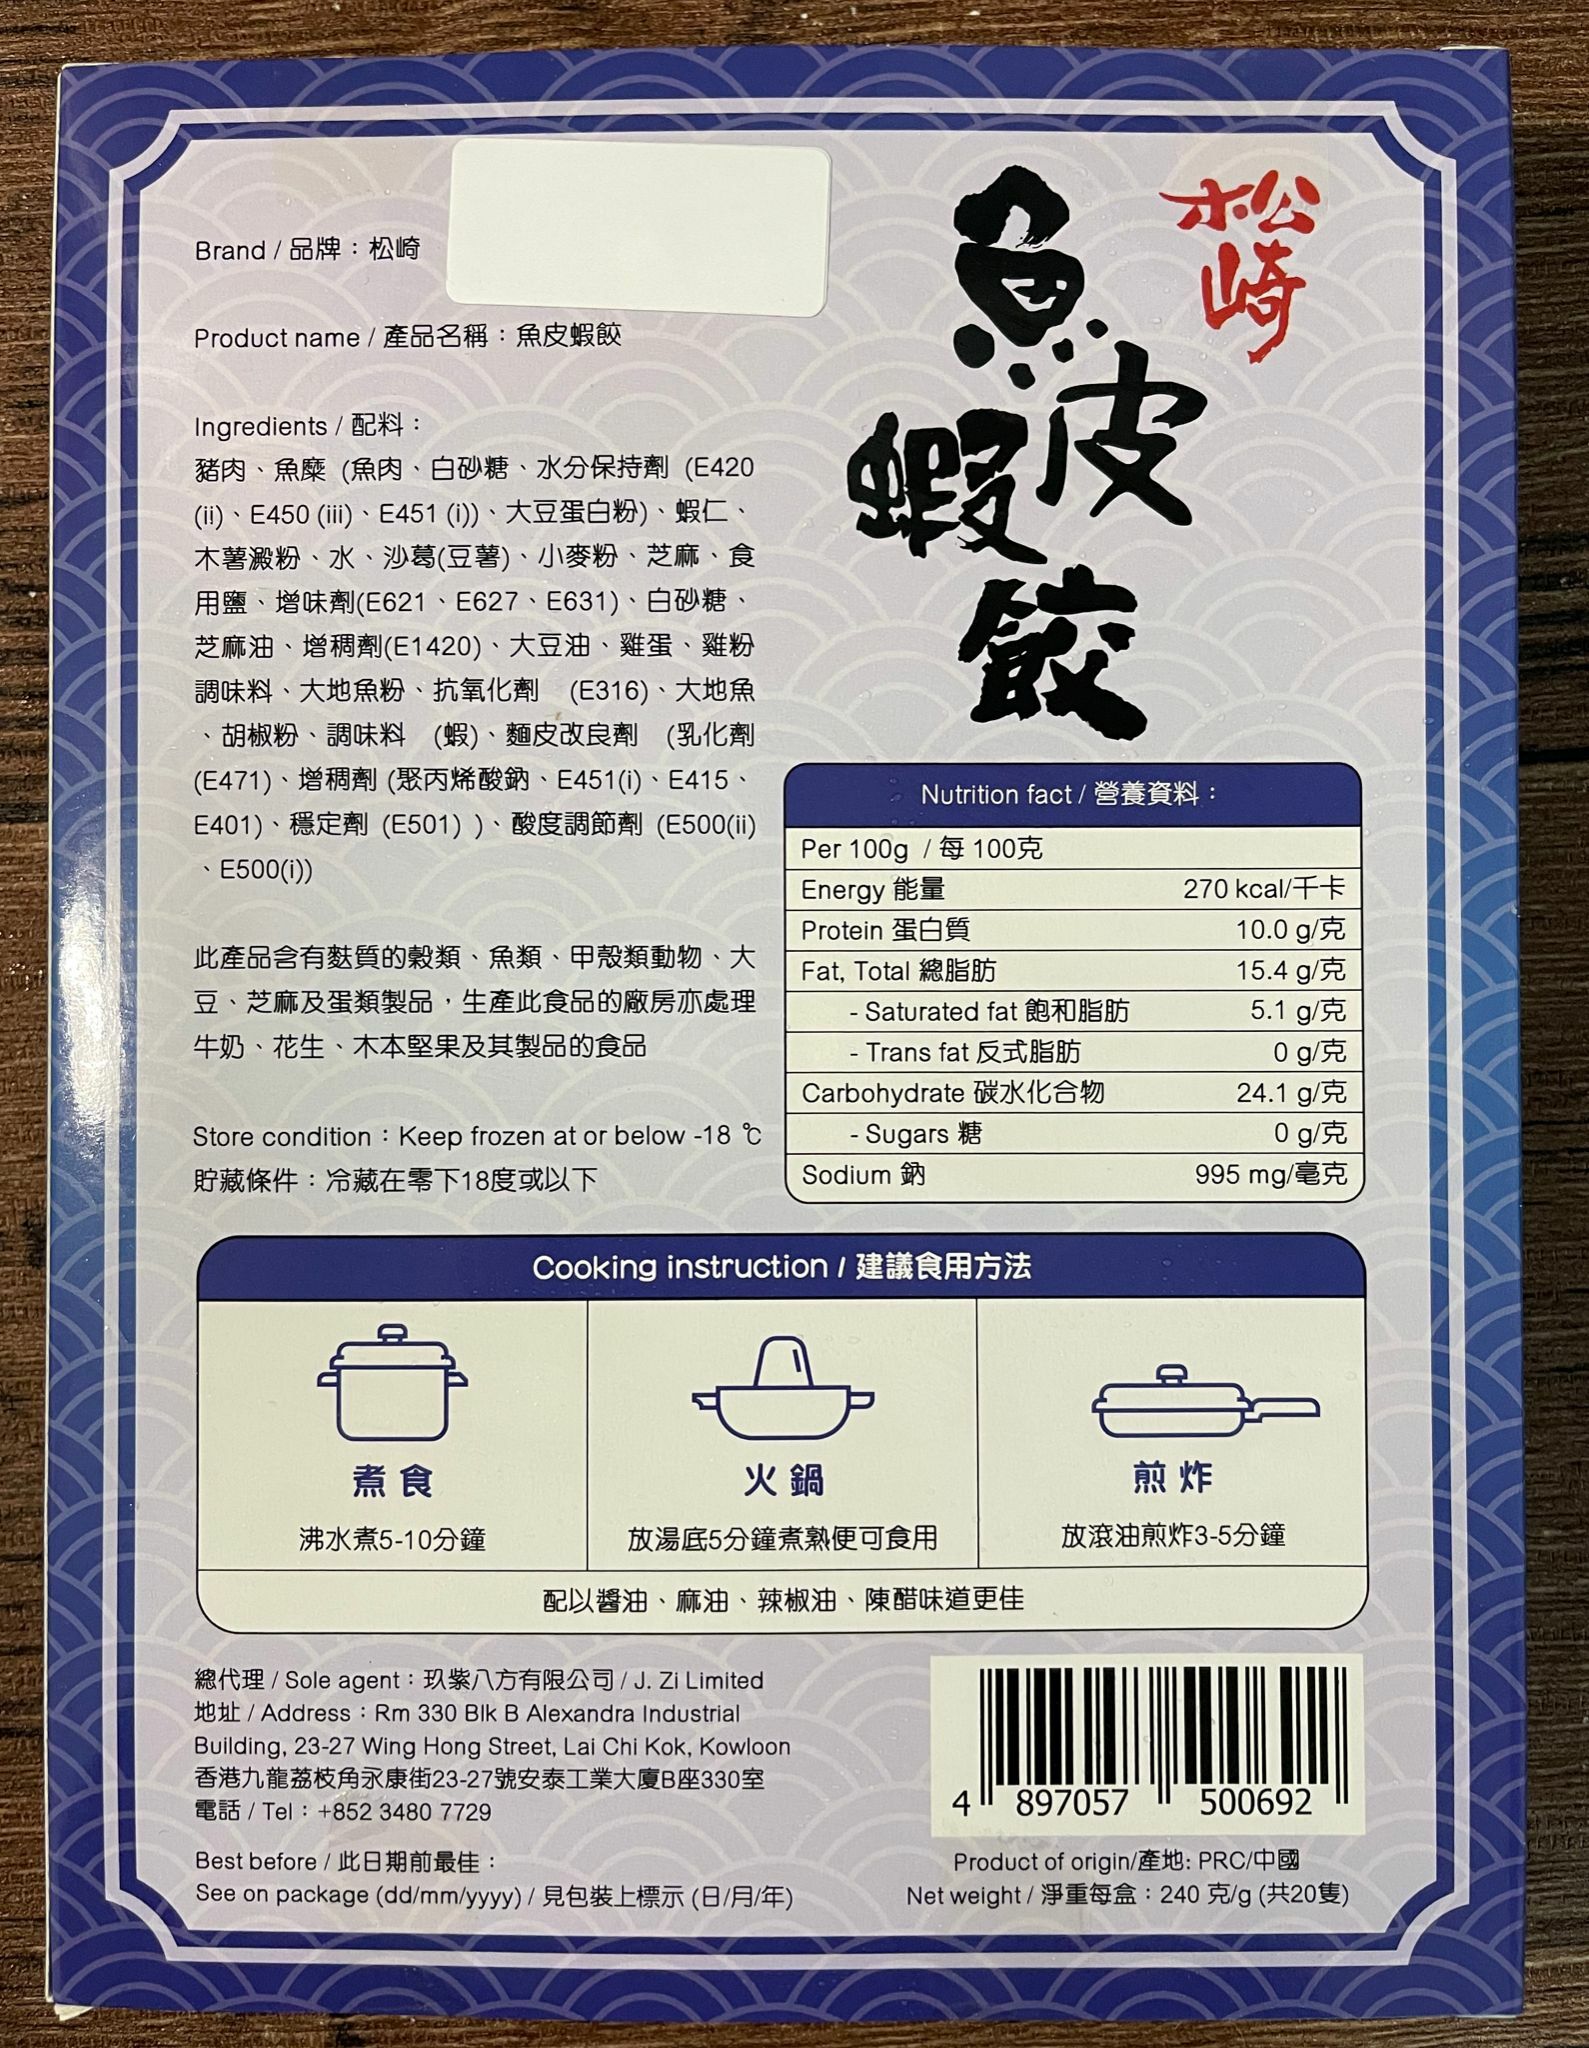 松崎
魚皮蝦餃
Brand / 品牌：松崎
Product name / 產品名稱：魚皮蝦餃
Ingredients / 配料：
豬肉、魚糜 (魚肉、白砂糖、水分保持劑 (E420
(ii)、E450 (iii)、E451 (i))、大豆蛋白粉)、蝦仁、
木薯澱粉、水、沙葛(豆薯)、小麥粉、芝麻、食
用鹽、增味劑(E621、E627、E631)、白砂糖、
芝麻油、增稠劑(E1420)、大豆油、雞蛋、雞粉
調味料、大地魚粉、抗氧化劑 (E316)、大地魚
、胡椒粉、調味料 (蝦)、麵皮改良劑 (乳化劑
(E471)、增稠劑 (聚丙烯酸鈉、E451(i)、E415、
E401)、穩定劑 (E501) )、酸度調節劑 (E500(ii)
、E500(i))
此產品含有麩質的穀類、魚類、甲殼類動物、大
豆、芝麻及蛋類製品，生產此食品的廠房亦處理
牛奶、花生、木本堅果及其製品的食品
Store condition：Keep frozen at or below -18 ℃
貯藏條件：冷藏在零下18度或以下
Nutrition fact / 營養資料：
Per 100g / 每 100克
Energy 能量 270 kcal/千卡
Protein 蛋白質 10.0 g/克
Fat, Total 總脂肪 15.4 g/克
- Saturated fat 飽和脂肪 5.1 g/克
- Trans fat 反式脂肪 0 g/克
Carbohydrate 碳水化合物 24.1 g/克
- Sugars 糖 0 g/克
Sodium 鈉 995 mg/毫克
Cooking instruction / 建議食用方法
煮食 火鍋 煎炸
沸水煮5-10分鐘 放湯底5分鐘煮熟便可食用 放滾油煎炸3-5分鐘
配以醬油、麻油、辣椒油、陳醋味道更佳
總代理 / Sole agent：玖紫八方有限公司 / J. Zi Limited
地址 / Address：Rm 330 Blk B Alexandra Industrial
Building, 23-27 Wing Hong Street, Lai Chi Kok, Kowloon
香港九龍荔枝角永康街23-27號安泰工業大廈B座330室
電話 / Tel：+852 3480 7729
Best before / 此日期前最佳：
See on package (dd/mm/yyyy) / 見包裝上標示 (日/月/年)
4 897057 500692
Product of origin/產地: PRC/中國
Net weight / 淨重每盒：240 克/g (共20隻)